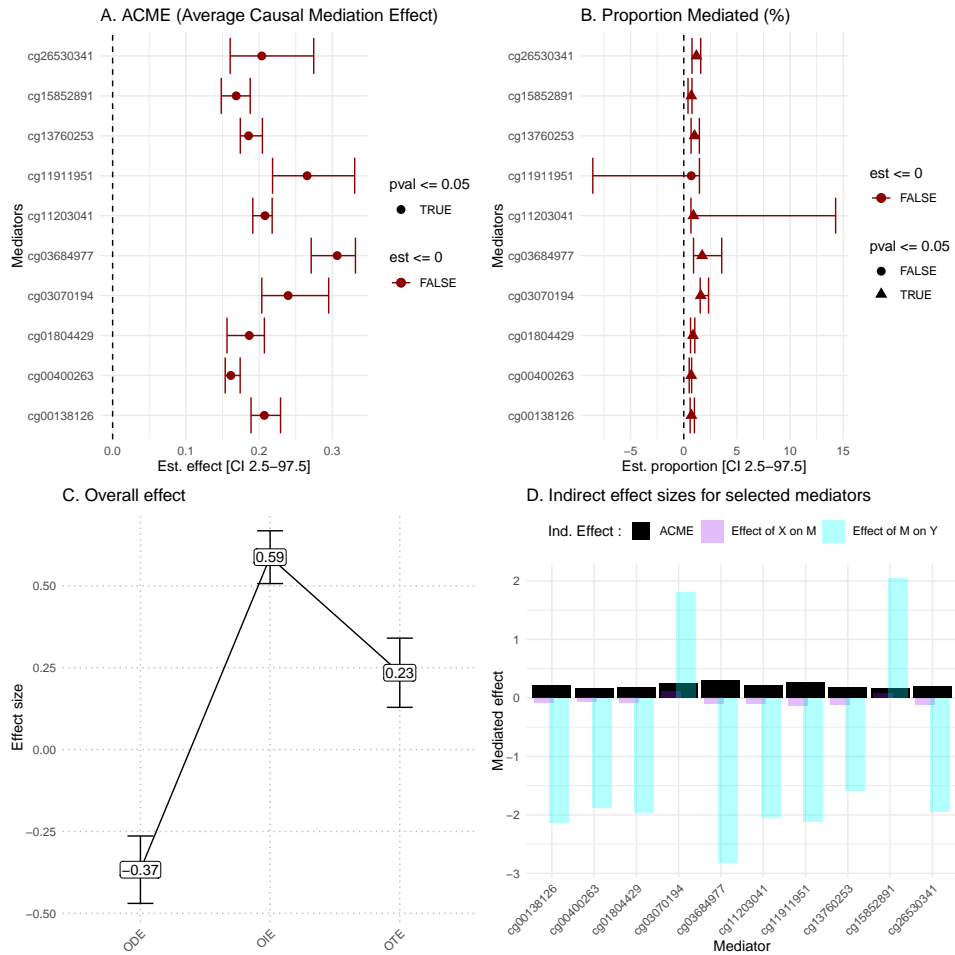 A. ACME (Average Causal Mediation Effect)
Mediators
cg26530341
cg15852891
cg13760253
cg11911951
cg11203041
cg03684977
cg03070194
cg01804429
cg00400263
cg00138126
0.0 0.1 0.2 0.3
Est. effect [CI 2.5−97.5]
pval <= 0.05
TRUE
est <= 0
FALSE
B. Proportion Mediated (%)
Mediators
cg26530341
cg15852891
cg13760253
cg11911951
cg11203041
cg03684977
cg03070194
cg01804429
cg00400263
cg00138126
−5 0 5 10 15
Est. proportion [CI 2.5−97.5]
est <= 0
FALSE
pval <= 0.05
FALSE
TRUE
C. Overall effect
Effect size
0.50
0.25
0.00
−0.25
−0.50
−0.37
0.59
0.23
ODE OIE OTE
D. Indirect effect sizes for selected mediators
Ind. Effect : ACME Effect of X on M Effect of M on Y
Mediated effect
2
1
0
−1
−2
−3
cg00138126 cg00400263 cg01804429 cg03070194 cg03684977 cg11203041 cg11911951 cg13760253 cg15852891 cg26530341
Mediator